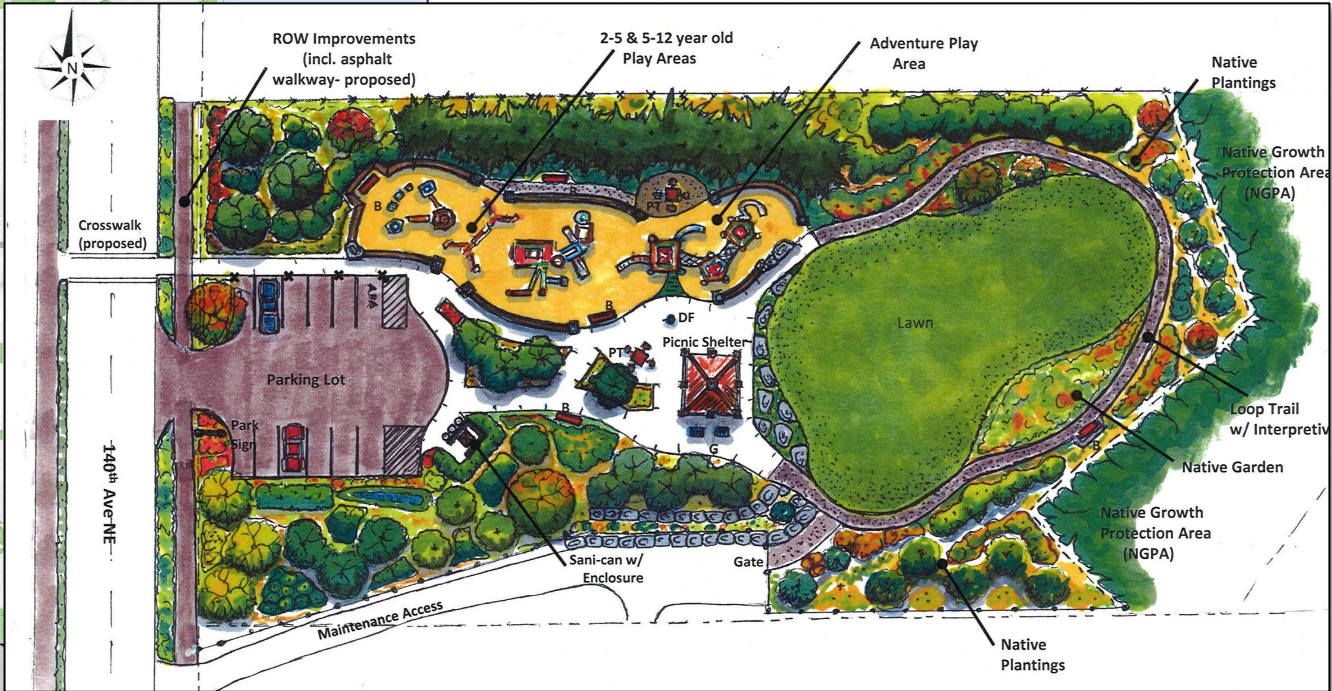 N
ROW Improvements
(incl. asphalt
walkway- proposed)
2-5 & 5-12 year old
Play Areas
Adventure Play
Area
Native
Plantings
Native Growth
Protection Area
(NGPA)
Crosswalk
(proposed)
B
B
PT
ADA
B
DF
Picnic Shelter
PT
Lawn
Parking Lot
Park
Sign
B
G
B
Loop Trail
w/ Interpretiv
Native Garden
140th Ave NE
Native Growth
Protection Area
(NGPA)
Sani-can w/
Enclosure
Gate
Maintenance Access
Native
Plantings